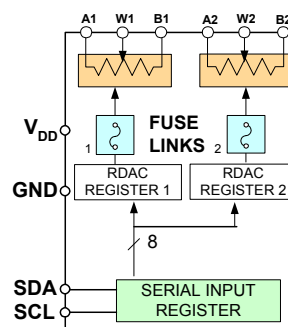 A1 W1 B1 A2 W2 B2
V_DD
FUSE
LINKS
1 2
RDAC
REGISTER 1
RDAC
REGISTER 2
GND
8
SDA
SCL
SERIAL INPUT
REGISTER